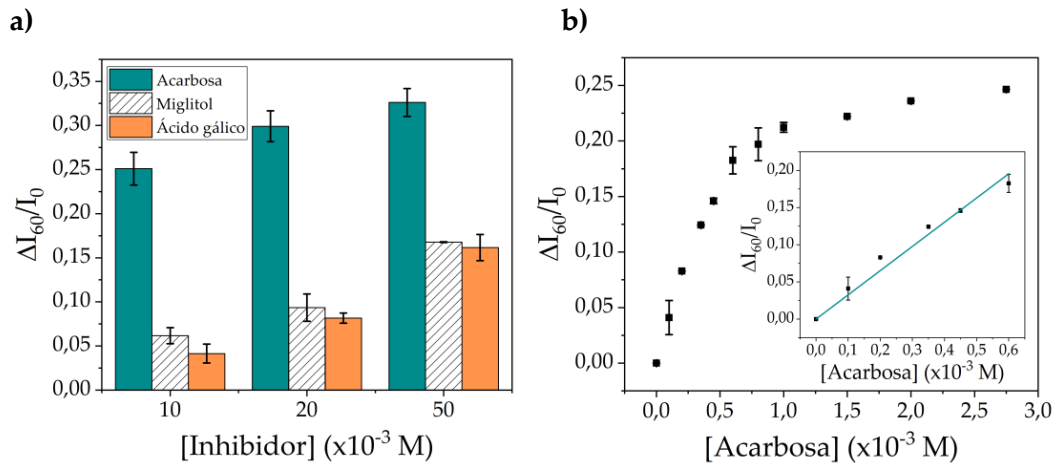 a)
ΔI60/I0
0,35
0,30
0,25
0,20
0,15
0,10
0,05
0,00
Acarbosa
Miglitol
Ácido gálico
10 20 50
[Inhibidor] (x10-3 M)
b)
ΔI60/I0
0,25
0,20
0,15
0,10
0,05
0,00
0,0 0,5 1,0 1,5 2,0 2,5 3,0
[Acarbosa] (x10-3 M)
ΔI60/I0
0,20
0,15
0,10
0,05
0,00
0,0 0,1 0,2 0,3 0,4 0,5 0,6
[Acarbosa] (x10-3 M)